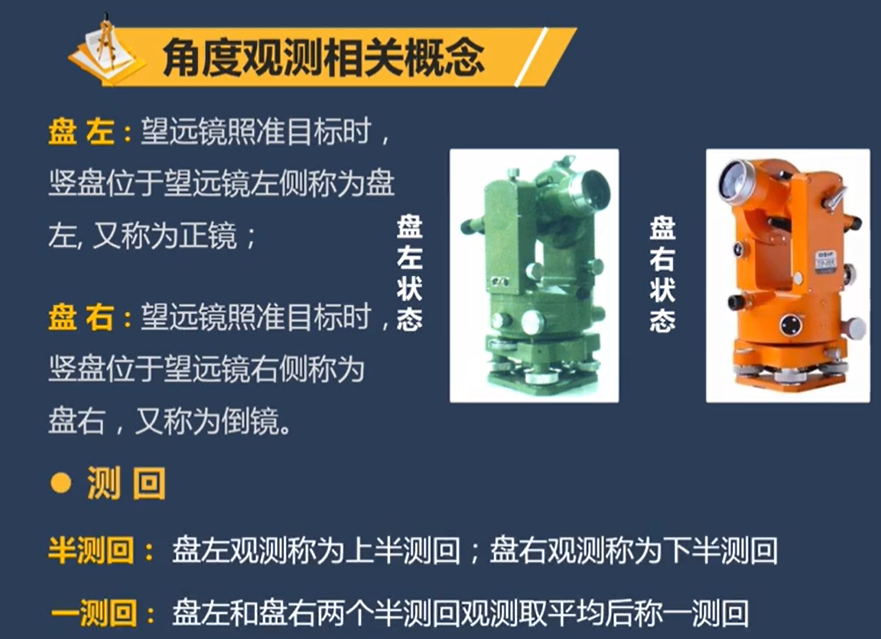 角度观测相关概念
盘 左：望远镜照准目标时，
竖盘位于望远镜左侧称为盘
左, 又称为正镜；
盘左状态
盘右状态
盘 右：望远镜照准目标时，
竖盘位于望远镜右侧称为
盘右，又称为倒镜。
● 测 回
半测回： 盘左观测称为上半测回；盘右观测称为下半测回
一测回： 盘左和盘右两个半测回观测取平均后称一测回